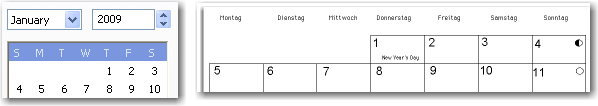 January 2009
S M T W T F S
1 2 3
4 5 6 7 8 9 10
Montag Dienstag Mittwoch Donnerstag Freitag Samstag Sonntag
1 2 3 4
New Year's Day
5 6 7 8 9 10 11